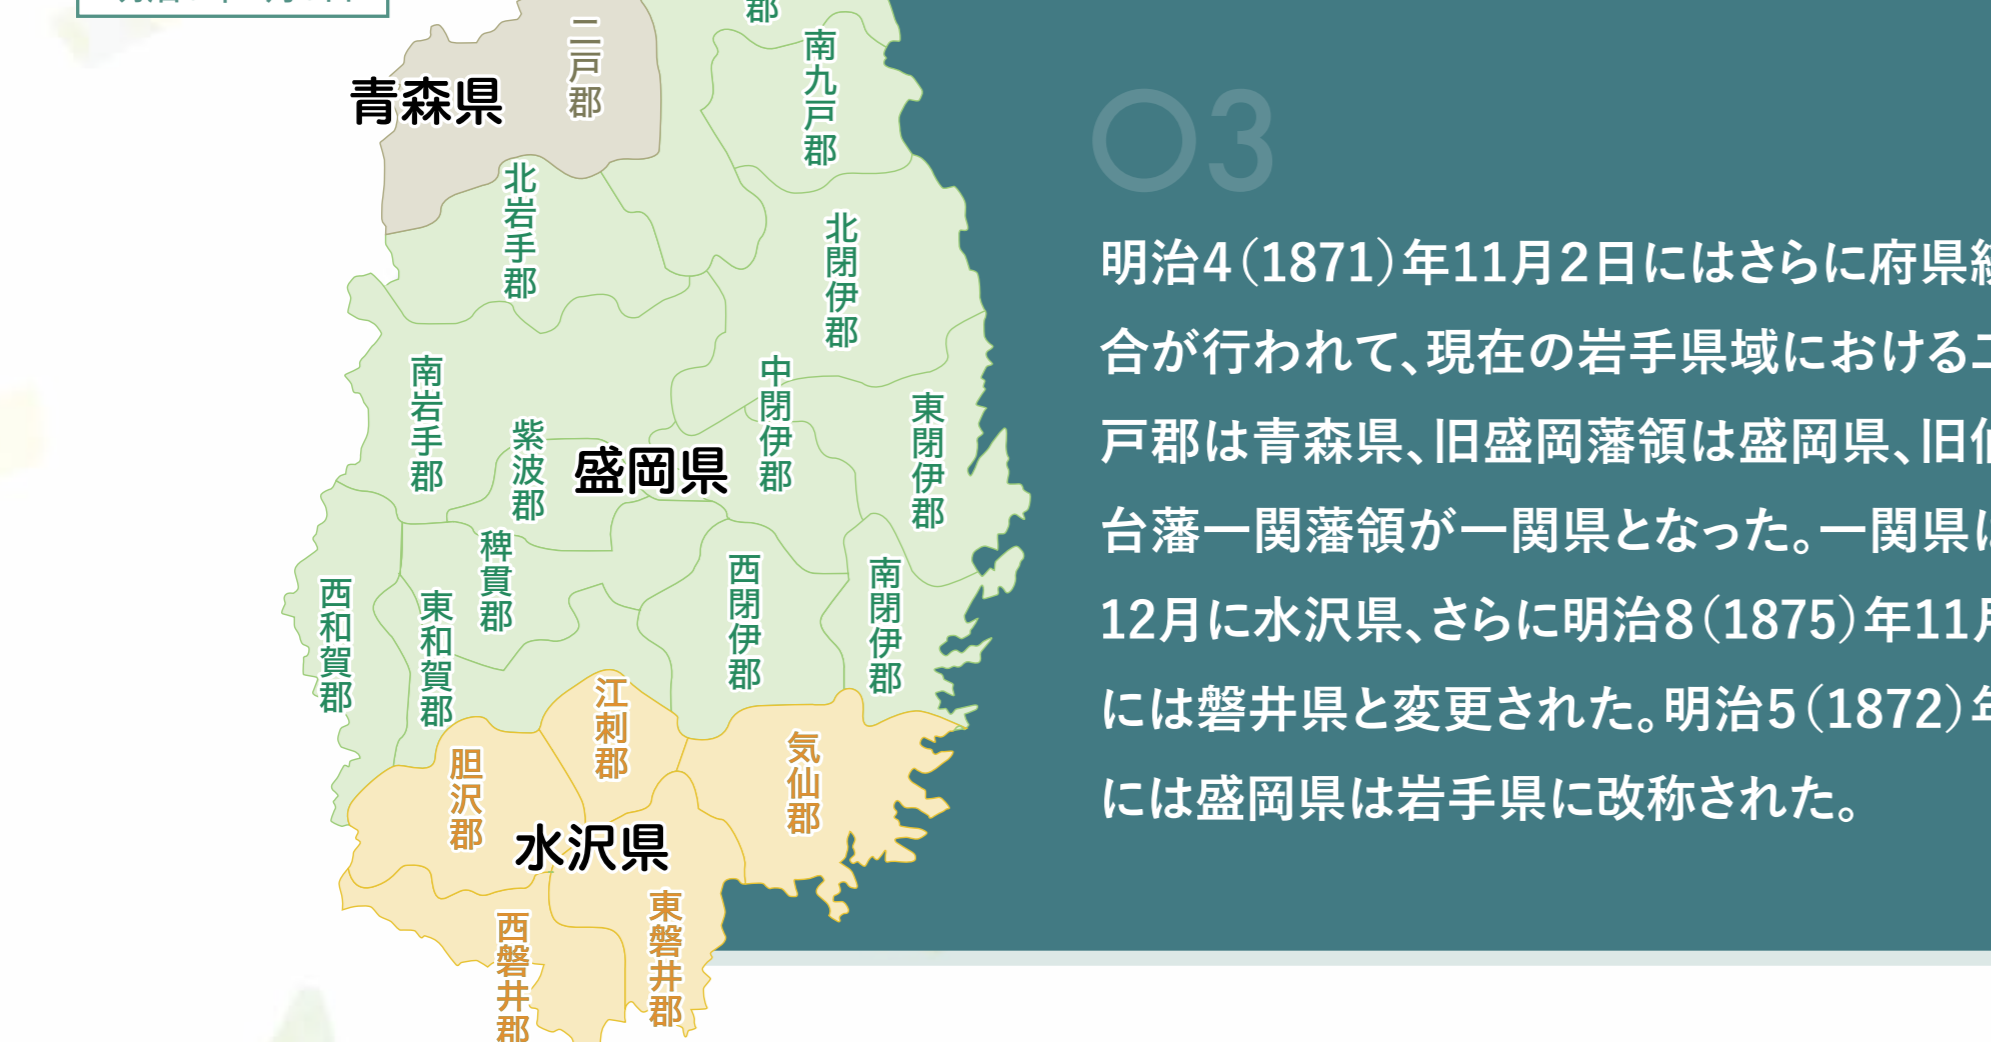 郡
二戸郡
南九戸郡
青森県
北岩手郡
北閉伊郡
南岩手郡
中閉伊郡
東閉伊郡
紫波郡
盛岡県
稗貫郡
西閉伊郡
南閉伊郡
西和賀郡
東和賀郡
江刺郡
気仙郡
胆沢郡
水沢県
東磐井郡
西磐井郡
03
明治4（1871）年11月2日にはさらに府県
合が行われて、現在の岩手県域における
戸郡は青森県、旧盛岡藩領は盛岡県、旧
台藩一関藩領が一関県となった。一関県は
12月に水沢県、さらに明治8（1875）年11月
には磐井県と変更された。明治5（1872）年
には盛岡県は岩手県に改称された。